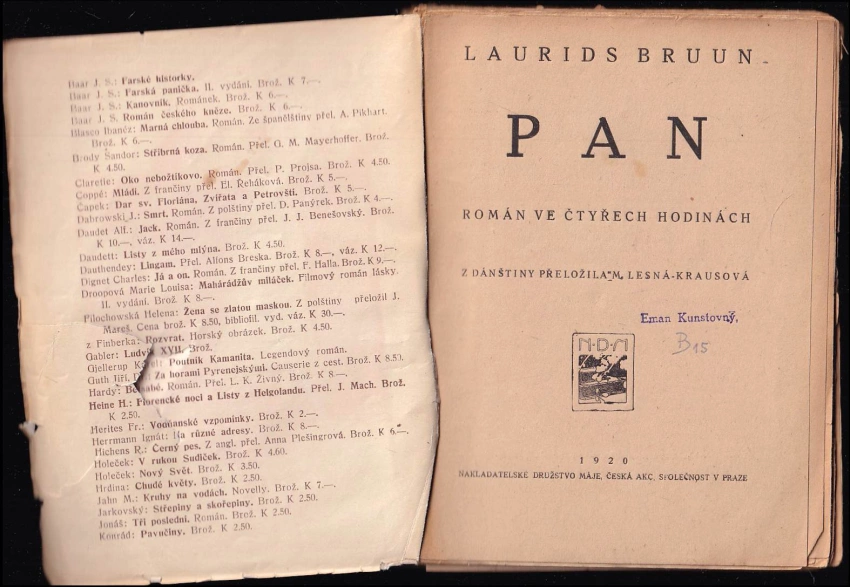 Baar J. S.: Farské historky.
Baar J. S.: Farská panička. II. vydání. Brož. K 7.—.
Baar J. S.: Kanovník. Románek. Brož. K 6.—.
Baar J. S. Román českého kněze. Brož. K 6.—.
Blasco Ibanéz: Marná chlouba. Román. Ze španělštiny přel. A. Pikhart.
Brož. K 6.—.
Brody Šandor: Stříbrná koza. Román. Přel. G. M. Mayerhoffer. Brož.
K 4.50.
Claretie: Oko nebožtíkovo. Román. Přel. P. Projsa. Brož. K 4.50.
Coppé: Mládí. Z frančiny přel. El. Řeháková. Brož. K 5.—.
Čapek: Dar sv. Floriána, Zvířata a Petrovští. Brož. K 5.—.
Dabrowski J.: Smrt. Román. Z polštiny přel. D. Panýrek. Brož. K 4.—.
Daudet Alf.: Jack. Román. Z frančiny přel. J. J. Benešovský. Brož.
K 10.—, váz. K 14.—.
Daudett: Listy z mého mlýna. Brož. K 4.50.
Dauthendey: Lingam. Přel. Alfons Breska. Brož. K 8.—, váz. K 12.—.
Dignet Charles: Já a on. Román. Z frančiny přel. F. Halla. Brož. K 9.—.
Droopová Marie Louisa: Mahárádžův miláček. Filmový román lásky.
II. vydání. Brož. K 8.—.
Filochowská Helena: Žena se zlatou maskou. Z polštiny přeložil J.
Mareš. Cena brož. K 8.50, bibliofil. vyd. váz. K 30.—.
z Finberka: Rozvrat. Horský obrázek. Brož. K 4.50.
Gabler: Ludvík XVII. Brož.
Gjellerup Poutník Kamanita. Legendový román.
Guth Jiří. Za horami Pyrenejskými. Causerie z cest. Brož. K 8.50.
Hardy: Betsabé. Román. Přel. L. K. Živný. Brož. K 8.—.
Heine H.: Florencké noci a Listy z Helgolandu. Přel. J. Mach. Brož.
K 2.50.
Herites Fr.: Vodňanské vzpomínky. Brož. K 2.—.
Herrmann Ignát: Na různé adresy. Brož. K 8.—.
Hichens R.: Černý pes. Z angl. přel. Anna Plešingrová. Brož. K 6.—.
Holeček: V rukou Sudiček. Brož. K 4.60.
Holeček: Nový Svět. Brož. K 3.50.
Hrdina: Chudé květy. Brož. K 2.50.
Jahn M.: Kruhy na vodách. Novelly. Brož. K 7.—.
Jarkovský: Střepiny a skořepiny. Brož. K 2.50.
Jonáš: Tři poslední. Román. Brož. K 2.50.
Konrád: Pavučiny. Brož. K 2.50.
LAURIDS BRUUN
PAN
ROMÁN VE ČTYŘECH HODINÁCH
Z DÁNŠTINY PŘELOŽILA M. LESNÁ-KRAUSOVÁ
Eman Kunstovný,
B 15
N·D·M
1920
NAKLADATELSKÉ DRUŽSTVO MÁJE, ČESKÁ AKC. SPOLEČNOST V PRAZE